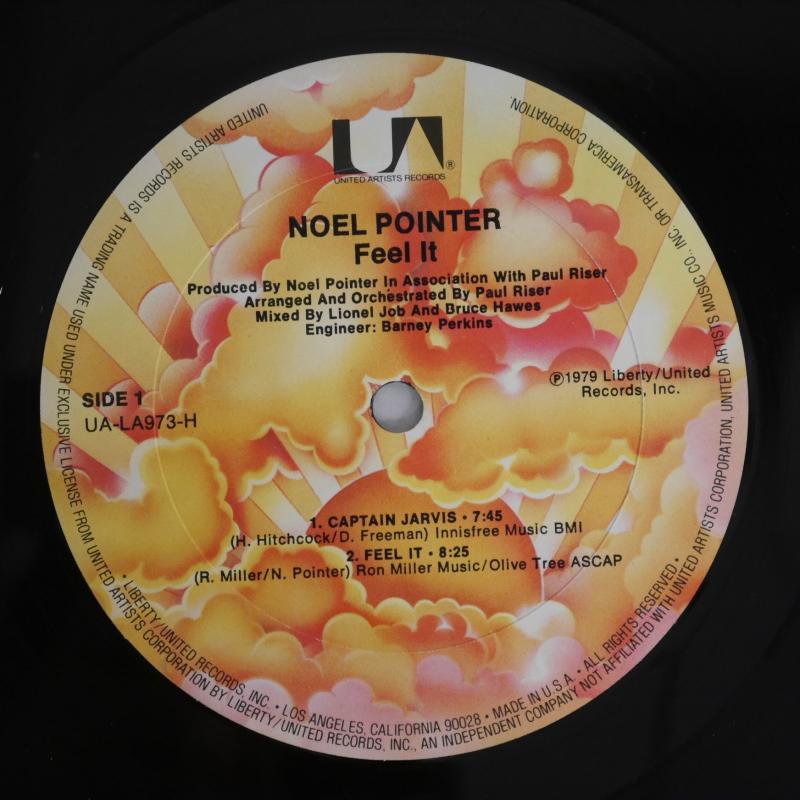 UA®
UNITED ARTISTS RECORDS
NOEL POINTER
Feel It
Produced By Noel Pointer In Association With Paul Riser
Arranged And Orchestrated By Paul Riser
Mixed By Lionel Job And Bruce Hawes
Engineer: Barney Perkins
SIDE 1
UA-LA973-H
℗1979 Liberty/United
Records, Inc.
1. CAPTAIN JARVIS • 7:45
(H. Hitchcock/D. Freeman) Innisfree Music BMI
2. FEEL IT • 8:25
(R. Miller/N. Pointer) Ron Miller Music/Olive Tree ASCAP
• LIBERTY/UNITED RECORDS, INC. • LOS ANGELES, CALIFORNIA 90028 • MADE IN U.S.A. • ALL RIGHTS RESERVED •
UNITED ARTISTS RECORDS IS A TRADING NAME USED UNDER EXCLUSIVE LICENSE FROM UNITED ARTISTS CORPORATION BY LIBERTY/UNITED RECORDS, INC., AN INDEPENDENT COMPANY NOT AFFILIATED WITH UNITED ARTISTS CORPORATION, UNITED ARTISTS MUSIC CO., INC. OR TRANSAMERICA CORPORATION.